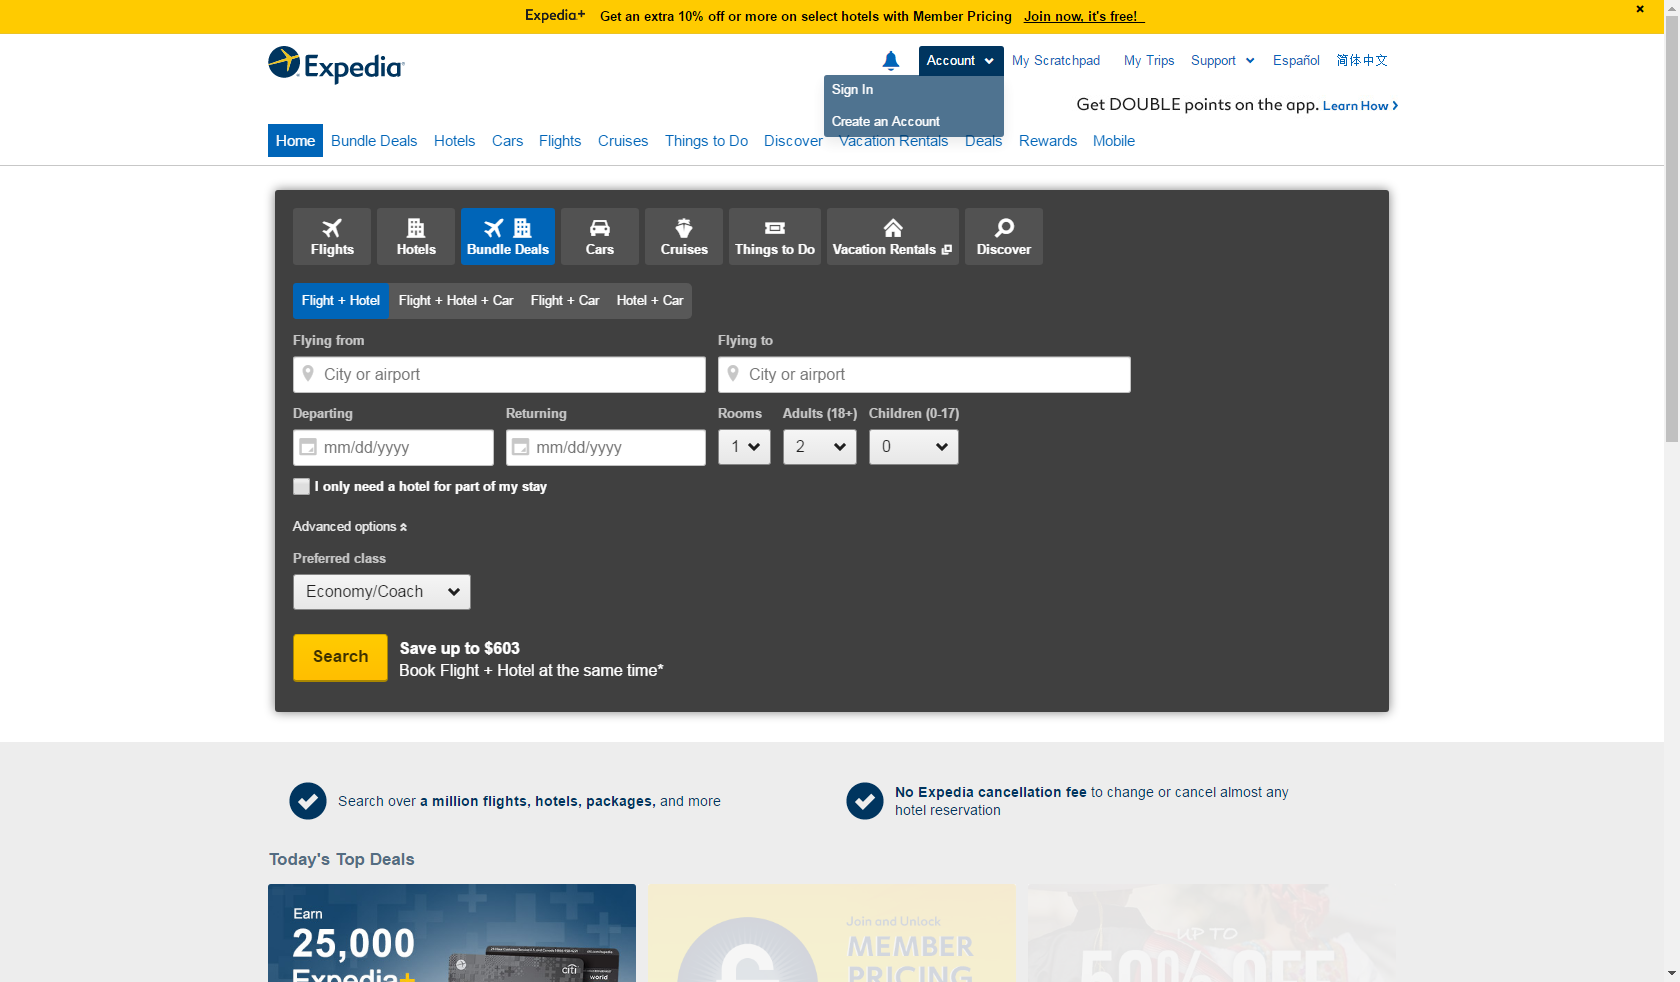 Expedia+ Get an extra 10% off or more on select hotels with Member Pricing Join now, it's free! ×
Expedia
Account My Scratchpad My Trips Support Español 简体中文
Sign In
Create an Account
Get DOUBLE points on the app. Learn How
Home Bundle Deals Hotels Cars Flights Cruises Things to Do Discover Vacation Rentals Deals Rewards Mobile
Flights Hotels Bundle Deals Cars Cruises Things to Do Vacation Rentals Discover
Flight + Hotel Flight + Hotel + Car Flight + Car Hotel + Car
Flying from Flying to
City or airport City or airport
Departing Returning Rooms Adults (18+) Children (0-17)
mm/dd/yyyy mm/dd/yyyy 1 2 0
I only need a hotel for part of my stay
Advanced options
Preferred class
Economy/Coach
Search
Save up to $603
Book Flight + Hotel at the same time*
Search over a million flights, hotels, packages, and more
No Expedia cancellation fee to change or cancel almost any
hotel reservation
Today's Top Deals
Earn
25,000
Expedia+
citi
world
Join and Unlock
MEMBER
PRICING
UP TO
50% OFF